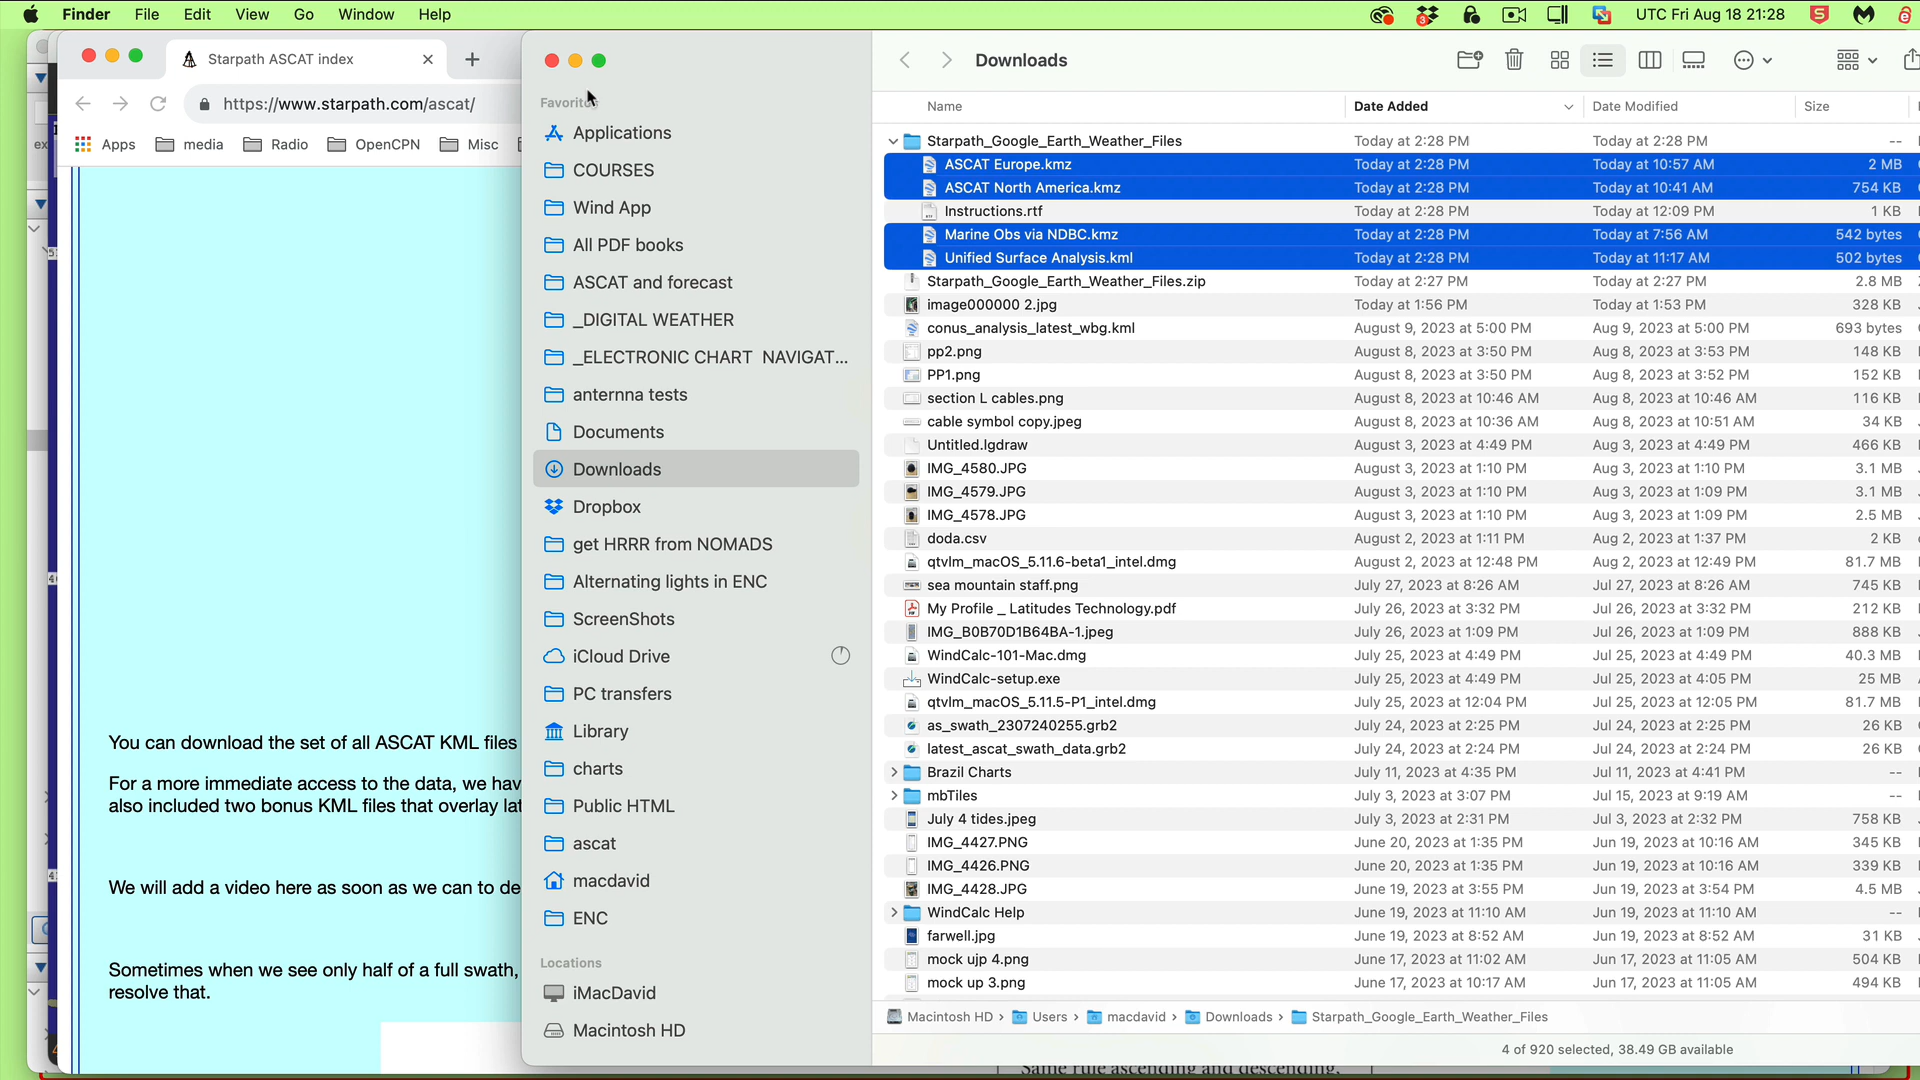 Finder File Edit View Go Window Help
3 UTC Fri Aug 18 21:28
Starpath ASCAT index
https://www.starpath.com/ascat/
Apps media Radio OpenCPN Misc
You can download the set of all ASCAT KML files
For a more immediate access to the data, we hav
also included two bonus KML files that overlay lat
We will add a video here as soon as we can to de
Sometimes when we see only half of a full swath,
resolve that.
Favorites
Applications
COURSES
Wind App
All PDF books
ASCAT and forecast
_DIGITAL WEATHER
_ELECTRONIC CHART NAVIGAT...
anternna tests
Documents
Downloads
Dropbox
get HRRR from NOMADS
Alternating lights in ENC
ScreenShots
iCloud Drive
PC transfers
Library
charts
Public HTML
ascat
macdavid
ENC
Locations
iMacDavid
Macintosh HD
Downloads
Name Date Added Date Modified Size
Starpath_Google_Earth_Weather_Files Today at 2:28 PM Today at 2:28 PM --
ASCAT Europe.kmz Today at 2:28 PM Today at 10:57 AM 2 MB
ASCAT North America.kmz Today at 2:28 PM Today at 10:41 AM 754 KB
Instructions.rtf Today at 2:28 PM Today at 12:09 PM 1 KB
Marine Obs via NDBC.kmz Today at 2:28 PM Today at 7:56 AM 542 bytes
Unified Surface Analysis.kml Today at 2:28 PM Today at 11:17 AM 502 bytes
Starpath_Google_Earth_Weather_Files.zip Today at 2:27 PM Today at 2:27 PM 2.8 MB
image000000 2.jpg Today at 1:56 PM Today at 1:53 PM 328 KB
conus_analysis_latest_wbg.kml August 9, 2023 at 5:00 PM Aug 9, 2023 at 5:00 PM 693 bytes
pp2.png August 8, 2023 at 3:50 PM Aug 8, 2023 at 3:53 PM 148 KB
PP1.png August 8, 2023 at 3:50 PM Aug 8, 2023 at 3:52 PM 152 KB
section L cables.png August 8, 2023 at 10:46 AM Aug 8, 2023 at 10:46 AM 116 KB
cable symbol copy.jpeg August 8, 2023 at 10:36 AM Aug 8, 2023 at 10:51 AM 34 KB
Untitled.lgdraw August 3, 2023 at 4:49 PM Aug 3, 2023 at 4:49 PM 466 KB
IMG_4580.JPG August 3, 2023 at 1:10 PM Aug 3, 2023 at 1:10 PM 3.1 MB
IMG_4579.JPG August 3, 2023 at 1:10 PM Aug 3, 2023 at 1:09 PM 3.1 MB
IMG_4578.JPG August 3, 2023 at 1:10 PM Aug 3, 2023 at 1:09 PM 2.5 MB
doda.csv August 2, 2023 at 1:11 PM Aug 2, 2023 at 1:37 PM 2 KB
qtvlm_macOS_5.11.6-beta1_intel.dmg August 2, 2023 at 12:48 PM Aug 2, 2023 at 12:49 PM 81.7 MB
sea mountain staff.png July 27, 2023 at 8:26 AM Jul 27, 2023 at 8:26 AM 745 KB
My Profile _ Latitudes Technology.pdf July 26, 2023 at 3:32 PM Jul 26, 2023 at 3:32 PM 212 KB
IMG_B0B70D1B64BA-1.jpeg July 26, 2023 at 1:09 PM Jul 26, 2023 at 1:09 PM 888 KB
WindCalc-101-Mac.dmg July 25, 2023 at 4:49 PM Jul 25, 2023 at 4:49 PM 40.3 MB
WindCalc-setup.exe July 25, 2023 at 4:49 PM Jul 25, 2023 at 4:05 PM 25 MB
qtvlm_macOS_5.11.5-P1_intel.dmg July 25, 2023 at 12:04 PM Jul 25, 2023 at 12:05 PM 81.7 MB
as_swath_2307240255.grb2 July 24, 2023 at 2:25 PM Jul 24, 2023 at 2:25 PM 26 KB
latest_ascat_swath_data.grb2 July 24, 2023 at 2:24 PM Jul 24, 2023 at 2:24 PM 26 KB
Brazil Charts July 11, 2023 at 4:35 PM Jul 11, 2023 at 4:41 PM --
mbTiles July 3, 2023 at 3:07 PM Jul 15, 2023 at 9:19 AM --
July 4 tides.jpeg July 3, 2023 at 2:31 PM Jul 3, 2023 at 2:32 PM 758 KB
IMG_4427.PNG June 20, 2023 at 1:35 PM Jun 19, 2023 at 10:16 AM 345 KB
IMG_4426.PNG June 20, 2023 at 1:35 PM Jun 19, 2023 at 10:16 AM 339 KB
IMG_4428.JPG June 19, 2023 at 3:55 PM Jun 19, 2023 at 3:54 PM 4.5 MB
WindCalc Help June 19, 2023 at 11:10 AM Jun 19, 2023 at 11:10 AM --
farwell.jpg June 19, 2023 at 8:52 AM Jun 19, 2023 at 8:52 AM 31 KB
mock ujp 4.png June 17, 2023 at 11:02 AM Jun 17, 2023 at 11:05 AM 504 KB
mock up 3.png June 17, 2023 at 10:17 AM Jun 17, 2023 at 11:05 AM 494 KB
Macintosh HD › Users › macdavid › Downloads › Starpath_Google_Earth_Weather_Files
4 of 920 selected, 38.49 GB available
Same rule ascending and descending,